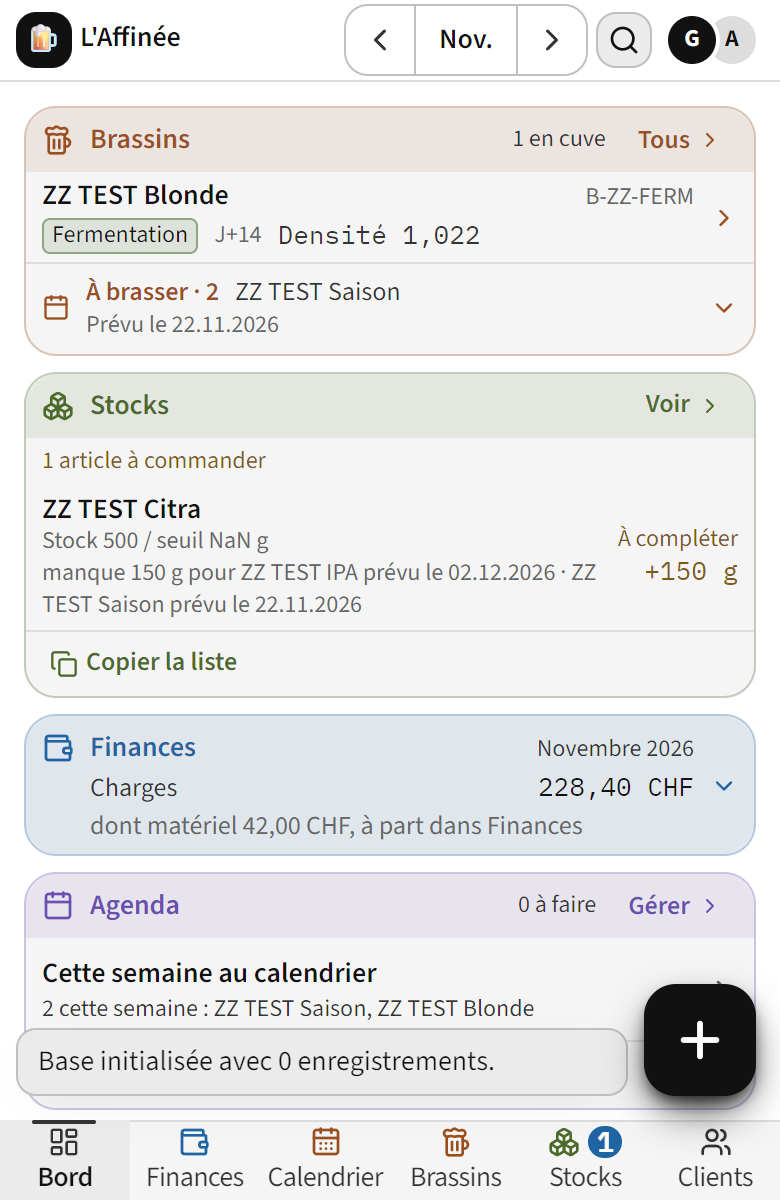 L'Affinée
Nov.
G
A
Brassins
1 en cuve
Tous
ZZ TEST Blonde
B-ZZ-FERM
Fermentation
J+14
Densité 1,022
À brasser · 2 ZZ TEST Saison
Prévu le 22.11.2026
Stocks
Voir
1 article à commander
ZZ TEST Citra
Stock 500 / seuil NaN g
À compléter
manque 150 g pour ZZ TEST IPA prévu le 02.12.2026 · ZZ
+150 g
TEST Saison prévu le 22.11.2026
Copier la liste
Finances
Novembre 2026
Charges
228,40 CHF
dont matériel 42,00 CHF, à part dans Finances
Agenda
0 à faire
Gérer
Cette semaine au calendrier
2 cette semaine : ZZ TEST Saison, ZZ TEST Blonde
Base initialisée avec 0 enregistrements.
1
Bord
Finances
Calendrier
Brassins
Stocks
Clients